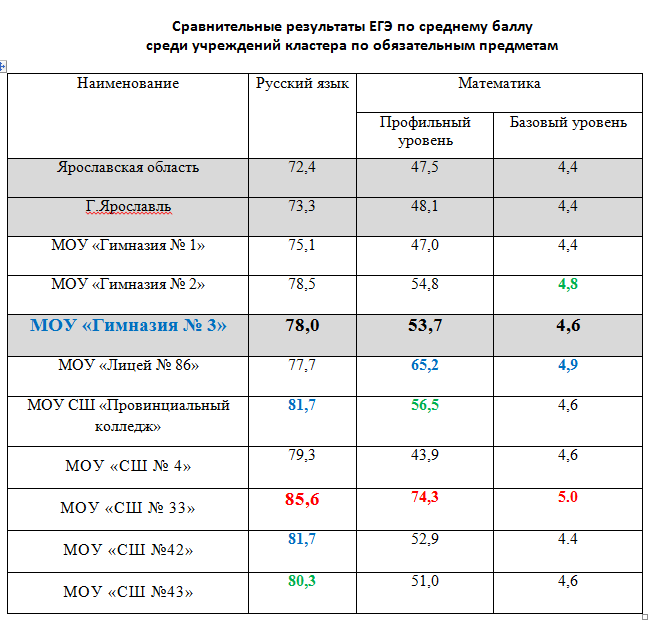 Сравнительные результаты ЕГЭ по среднему баллу
среди учреждений кластера по обязательным предметам
Наименование Русский язык Математика
Профильный уровень Базовый уровень
Ярославская область 72,4 47,5 4,4
Г.Ярославль 73,3 48,1 4,4
МОУ «Гимназия № 1» 75,1 47,0 4,4
МОУ «Гимназия № 2» 78,5 54,8 4,8
МОУ «Гимназия № 3» 78,0 53,7 4,6
МОУ «Лицей № 86» 77,7 65,2 4,9
МОУ СШ «Провинциальный колледж» 81,7 56,5 4,6
МОУ «СШ № 4» 79,3 43,9 4,6
МОУ «СШ № 33» 85,6 74,3 5.0
МОУ «СШ №42» 81,7 52,9 4.4
МОУ «СШ №43» 80,3 51,0 4,6